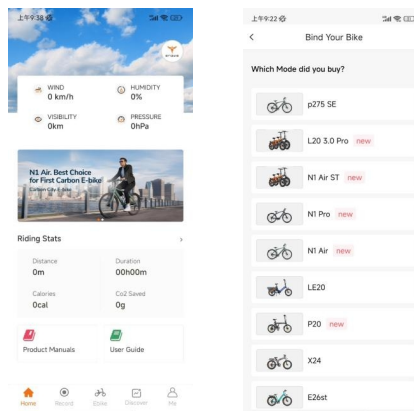 上午9:38
WIND
0 km/h
HUMIDITY
0%
VISIBILITY
0km
PRESSURE
0hPa
N1 Air. Best Choice
for First Carbon E-bike
Carbon City E-bike
Riding Stats
Distance
0m
Duration
00h00m
Calories
0cal
Co2 Saved
0g
Product Manuals
User Guide
Home
Record
Ebike
Discover
Me
上午9:22
Bind Your Bike
Which Mode did you buy?
p275 SE
L20 3.0 Pro new
N1 Air ST new
N1 Pro new
N1 Air new
LE20
P20 new
X24
E26st